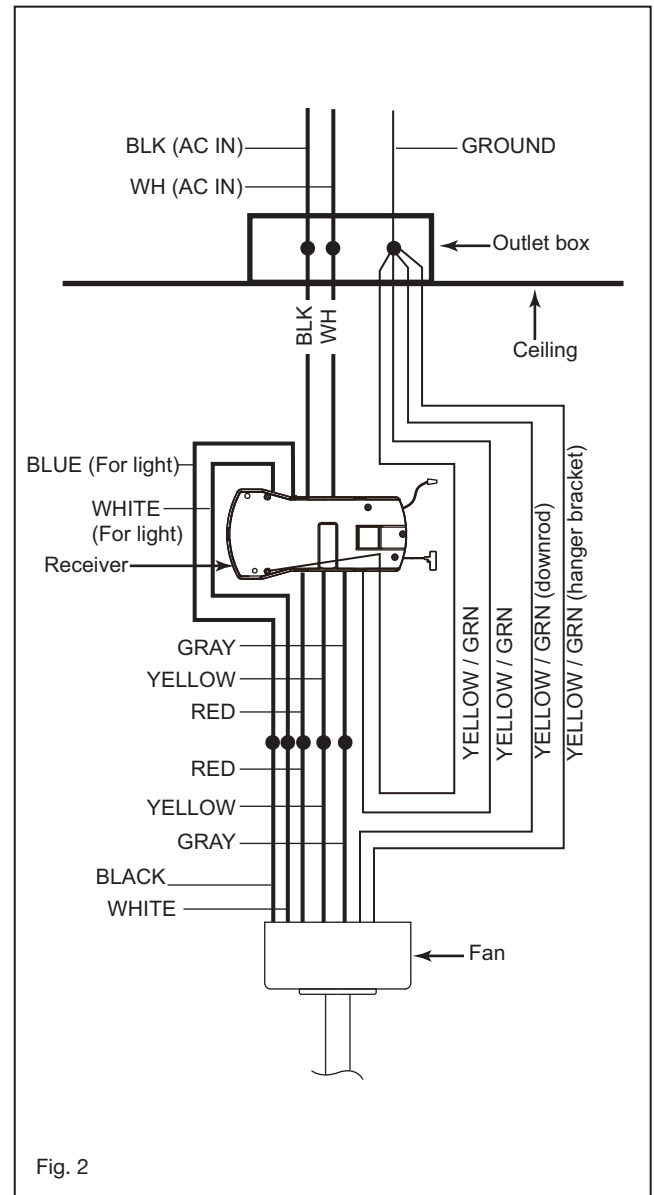 BLK (AC IN)
GROUND
WH (AC IN)
Outlet box
BLK
WH
Ceiling
BLUE (For light)
WHITE
(For light)
Receiver
GRAY
YELLOW
RED
YELLOW / GRN
YELLOW / GRN
YELLOW / GRN (downrod)
YELLOW / GRN (hanger bracket)
RED
YELLOW
GRAY
BLACK
WHITE
Fan
Fig. 2